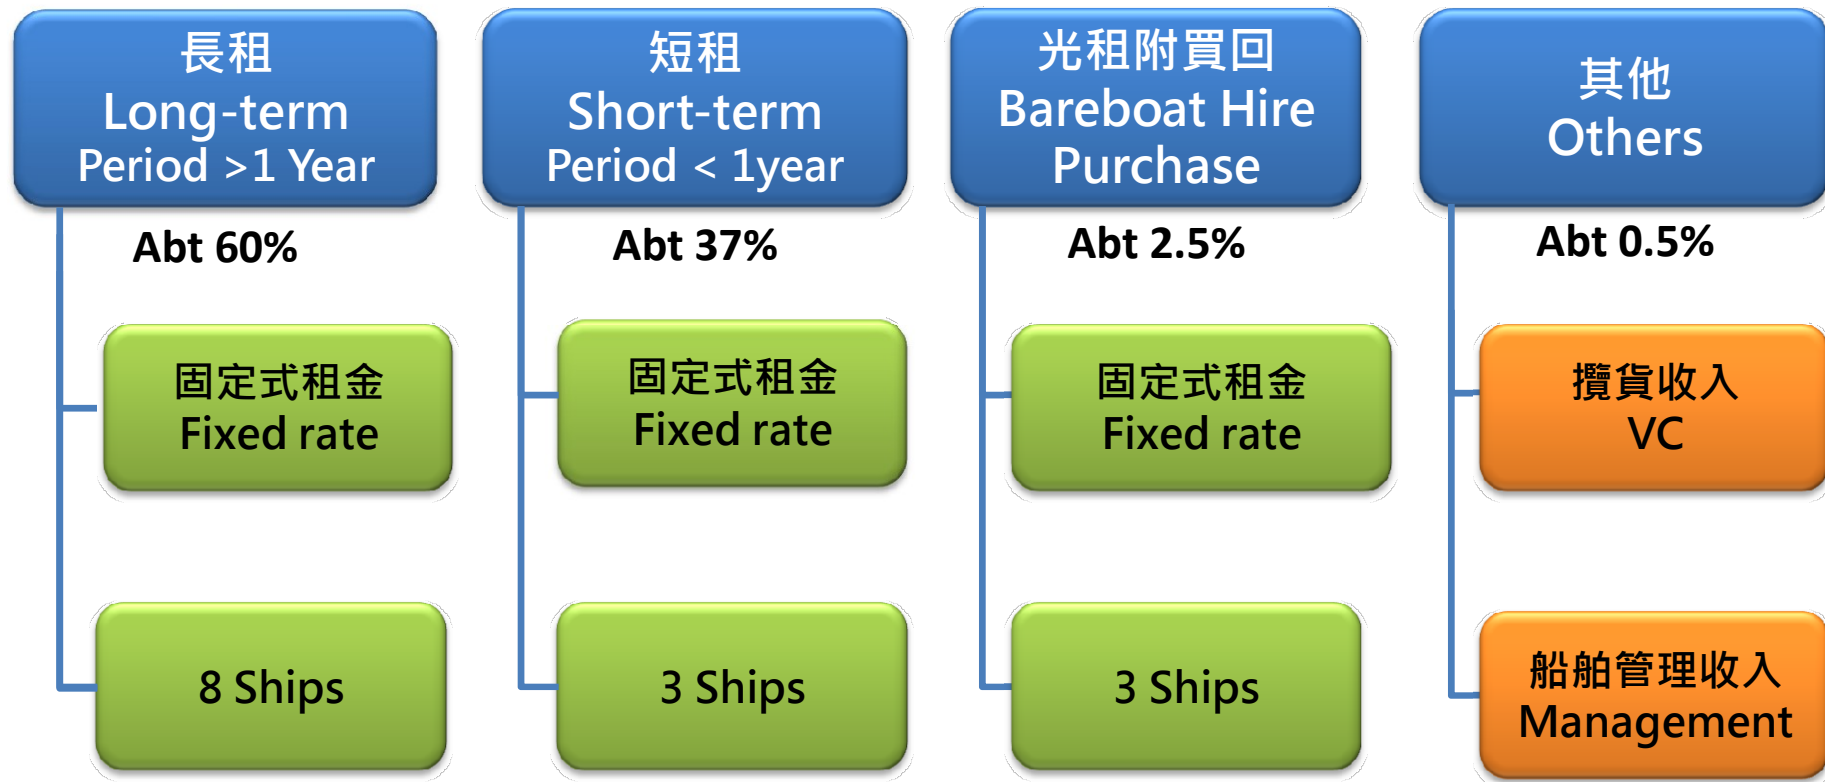 長租
Long-term
Period >1 Year
Abt 60%
固定式租金
Fixed rate
8 Ships
短租
Short-term
Period < 1year
Abt 37%
固定式租金
Fixed rate
3 Ships
光租附買回
Bareboat Hire
Purchase
Abt 2.5%
固定式租金
Fixed rate
3 Ships
其他
Others
Abt 0.5%
攬貨收入
VC
船舶管理收入
Management